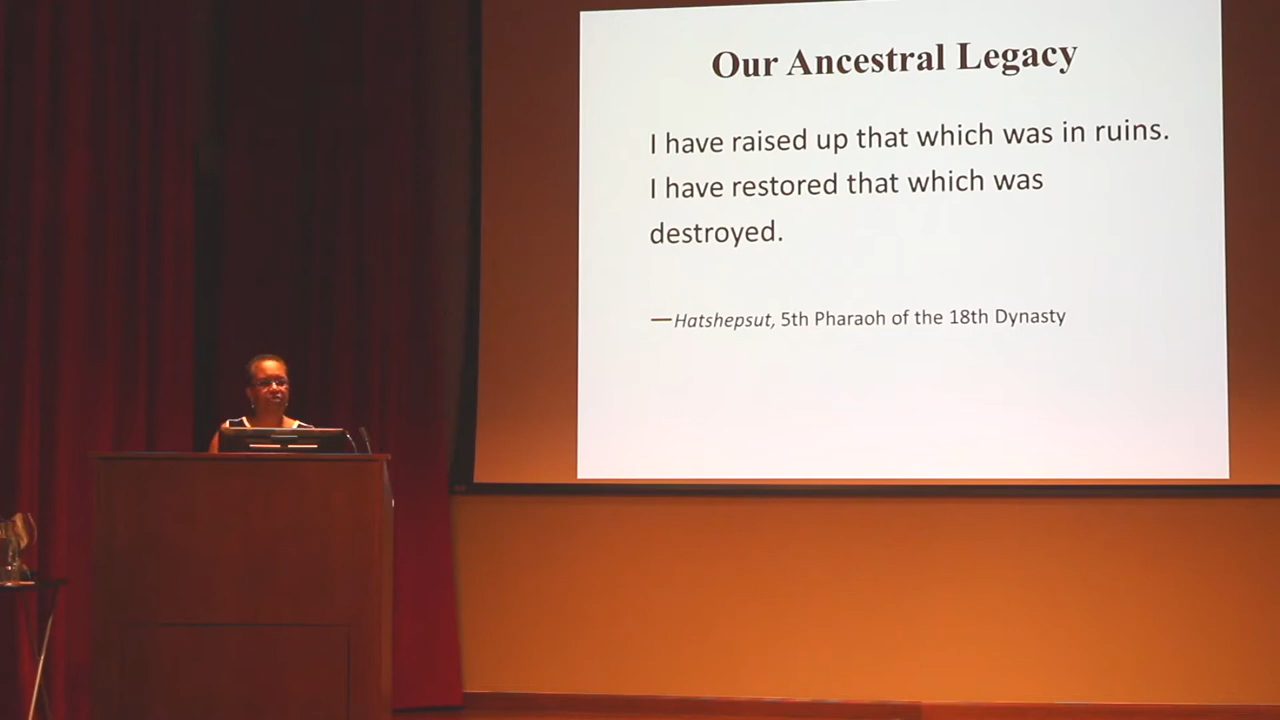 Our Ancestral Legacy
I have raised up that which was in ruins.
I have restored that which was
destroyed.
—Hatshepsut, 5th Pharaoh of the 18th Dynasty